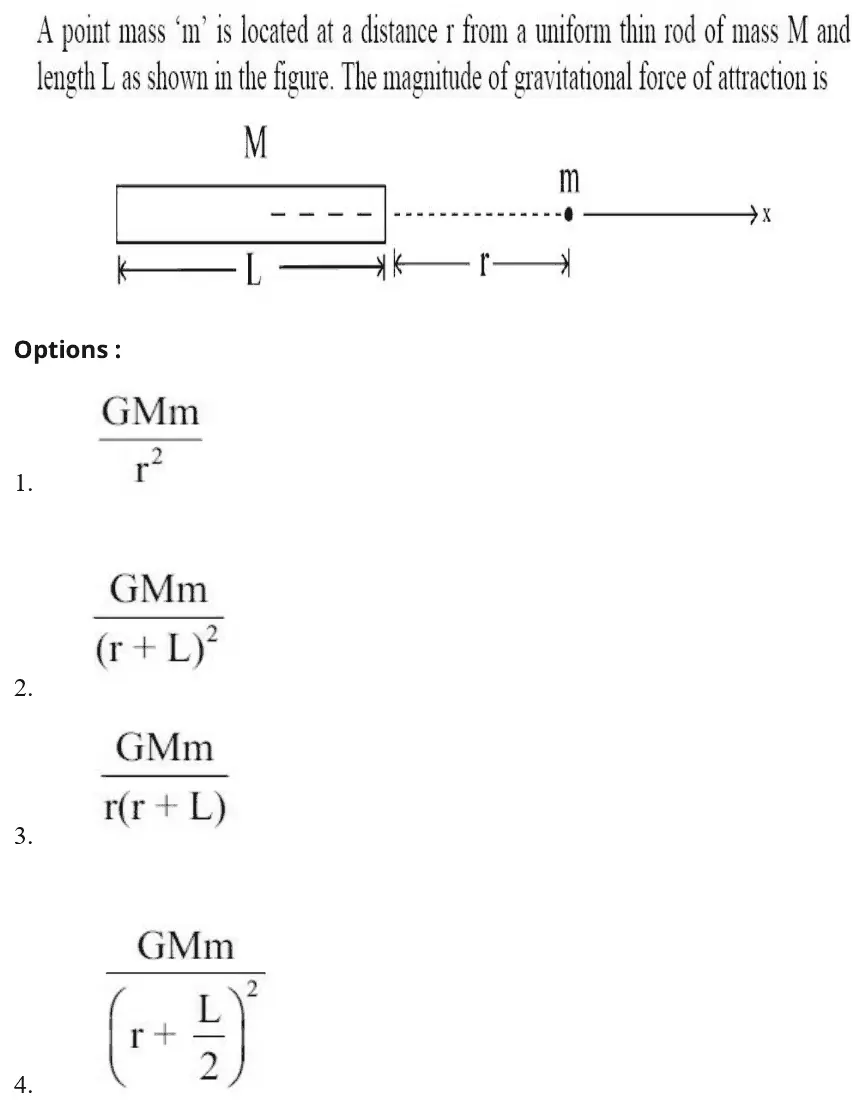 A point mass ‘m’ is located at a distance r from a uniform thin rod of mass M and
length L as shown in the figure. The magnitude of gravitational force of attraction is
M
m
x
L
r
Options :
1. GMm / r²
2. GMm / (r + L)²
3. GMm / r(r + L)
4. GMm / (r + L/2)²